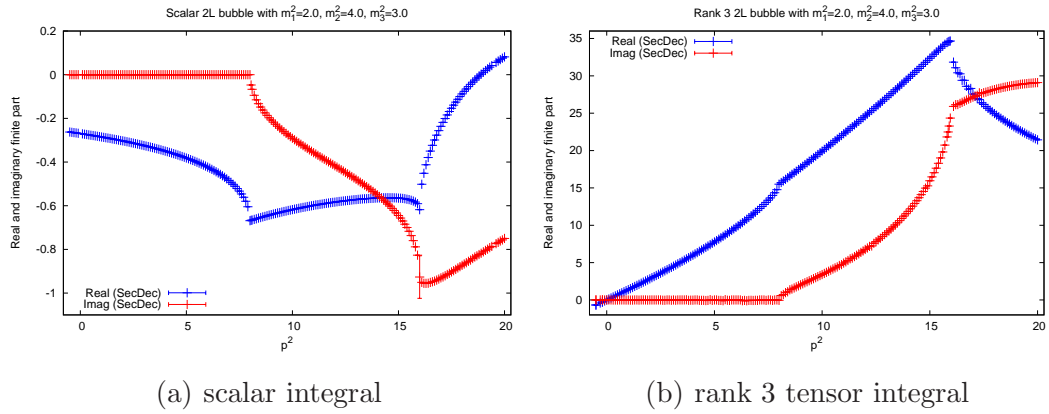 Scalar 2L bubble with m₁²=2.0, m₂²=4.0, m₃²=3.0
Real and imaginary finite part
0.2
0
-0.2
-0.4
-0.6
-0.8
-1
Real (SecDec)
Imag (SecDec)
0 5 10 15 20
p²
(a) scalar integral
Rank 3 2L bubble with m₁²=2.0, m₂²=4.0, m₃²=3.0
Real and imaginary finite part
35
30
25
20
15
10
5
0
Real (SecDec)
Imag (SecDec)
0 5 10 15 20
p²
(b) rank 3 tensor integral